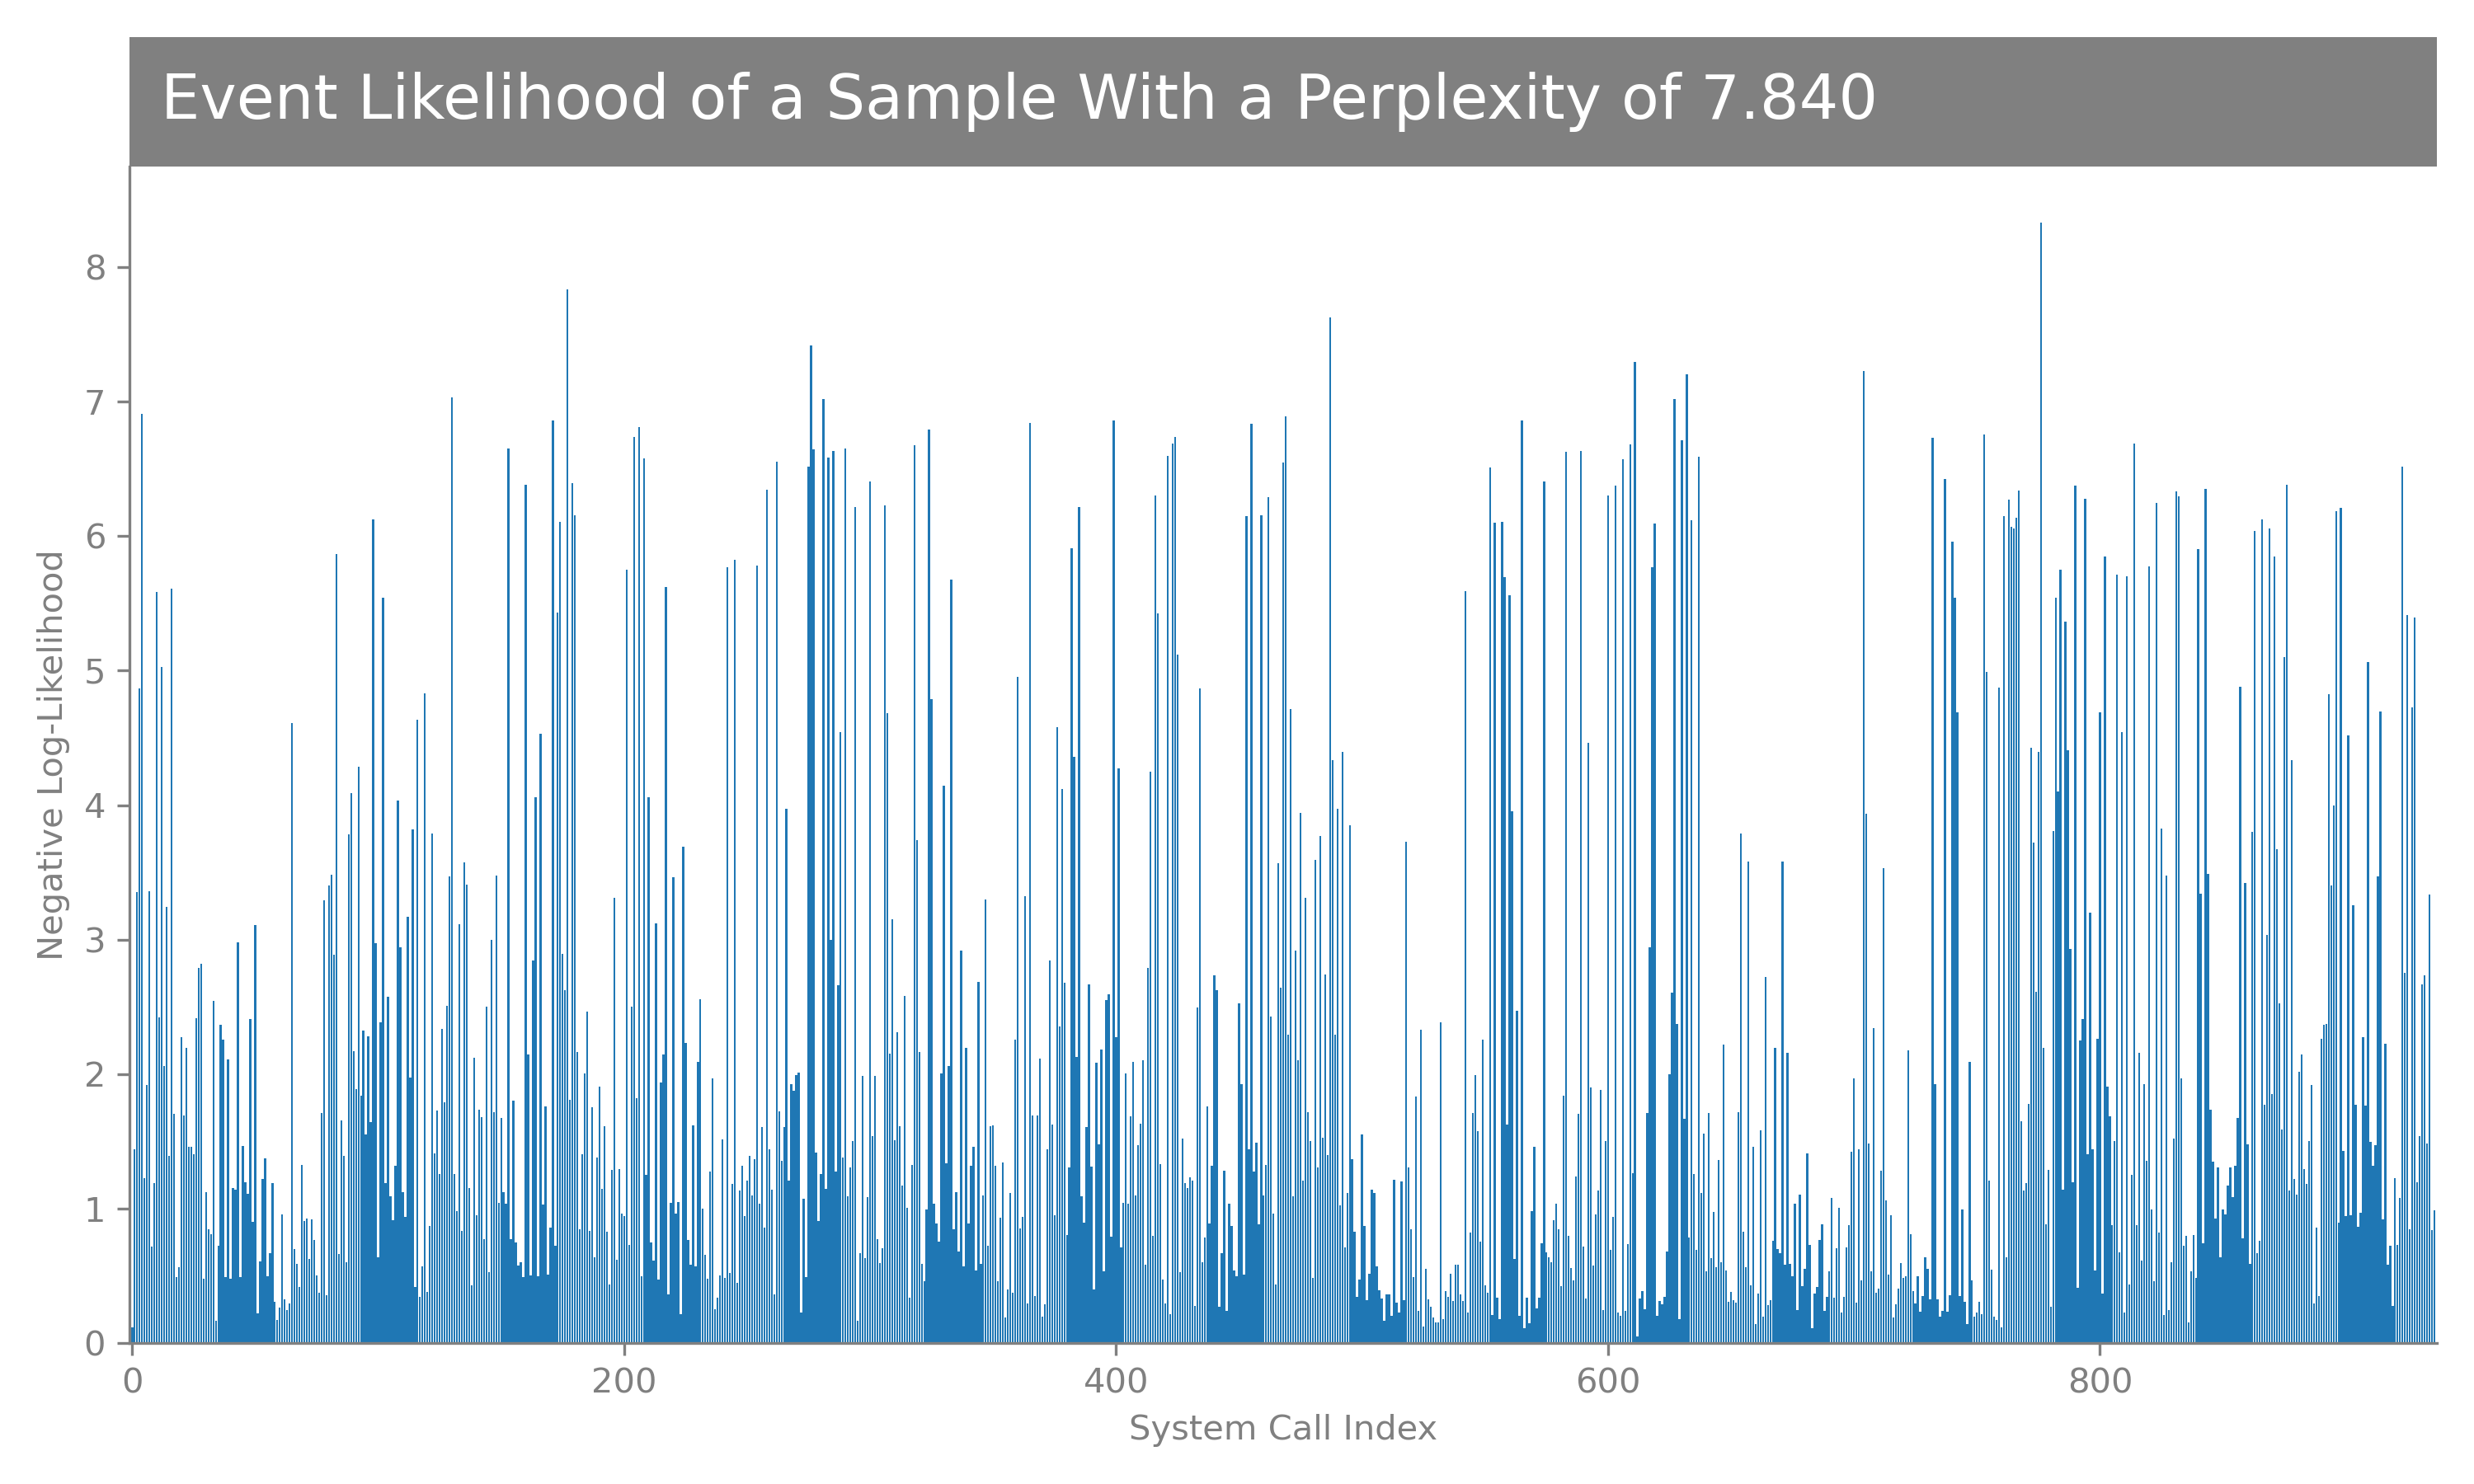 Event Likelihood of a Sample With a Perplexity of 7.840
Negative Log-Likelihood
8
7
6
5
4
3
2
1
0
0 200 400 600 800
System Call Index